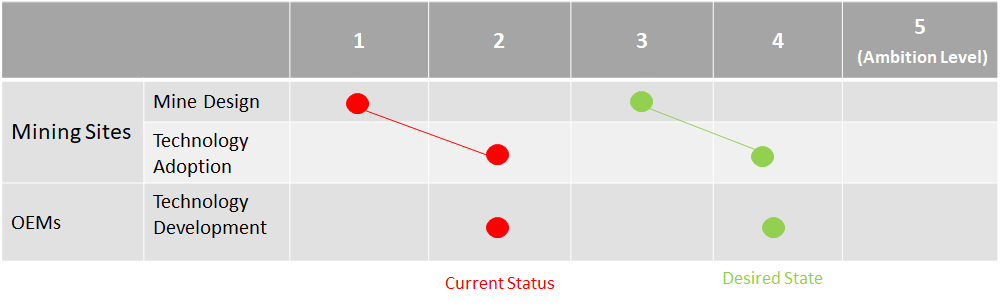 1
2
3
4
5
(Ambition Level)
Mining Sites
Mine Design
Technology
Adoption
OEMs
Technology
Development
Current Status
Desired State